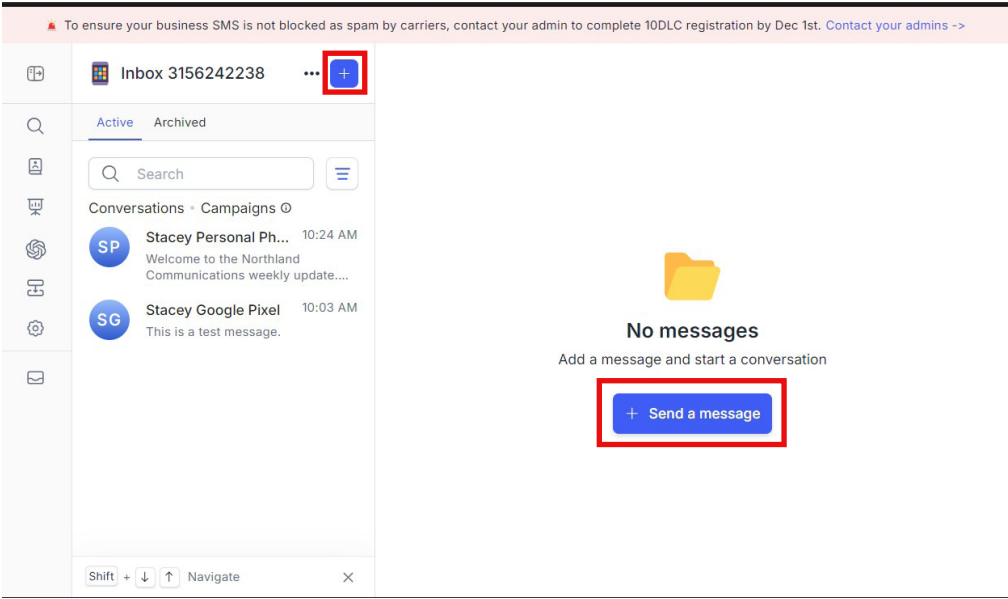 To ensure your business SMS is not blocked as spam by carriers, contact your admin to complete 10DLC registration by Dec 1st. Contact your admins ->
Inbox 3156242238
Active Archived
Search
Conversations • Campaigns
SP
Stacey Personal Ph... 10:24 AM
Welcome to the Northland
Communications weekly update....
SG
Stacey Google Pixel 10:03 AM
This is a test message.
No messages
Add a message and start a conversation
+ Send a message
Shift + ↓ ↑ Navigate